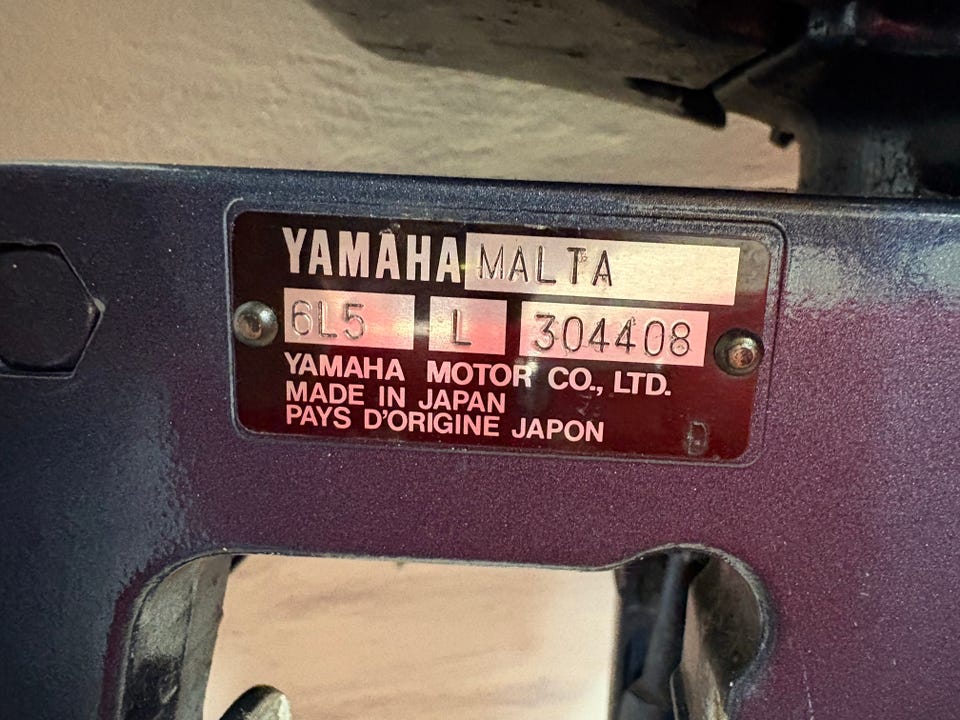 YAMAHA MALTA
6L5 L 304408
YAMAHA MOTOR CO., LTD.
MADE IN JAPAN
PAYS D'ORIGINE JAPON
D